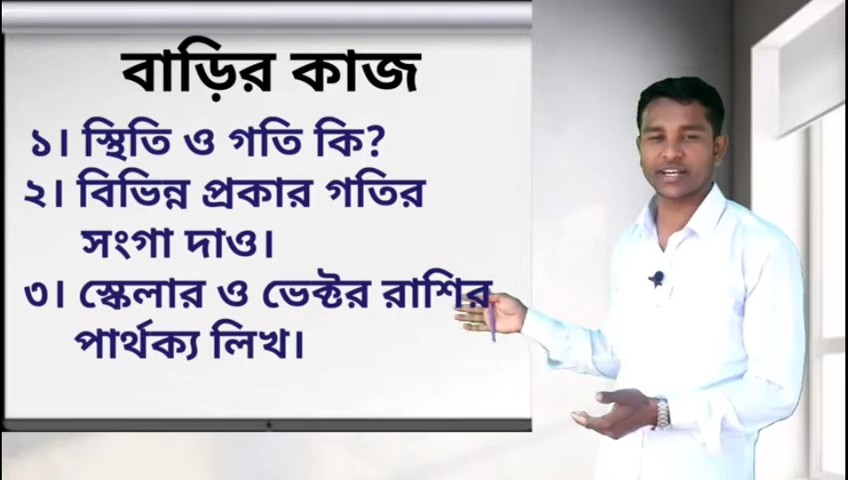 বাড়ির কাজ
১। স্থিতি ও গতি কি?
২। বিভিন্ন প্রকার গতির
সংগা দাও।
৩। স্কেলার ও ভেক্টর রাশির
পার্থক্য লিখ।